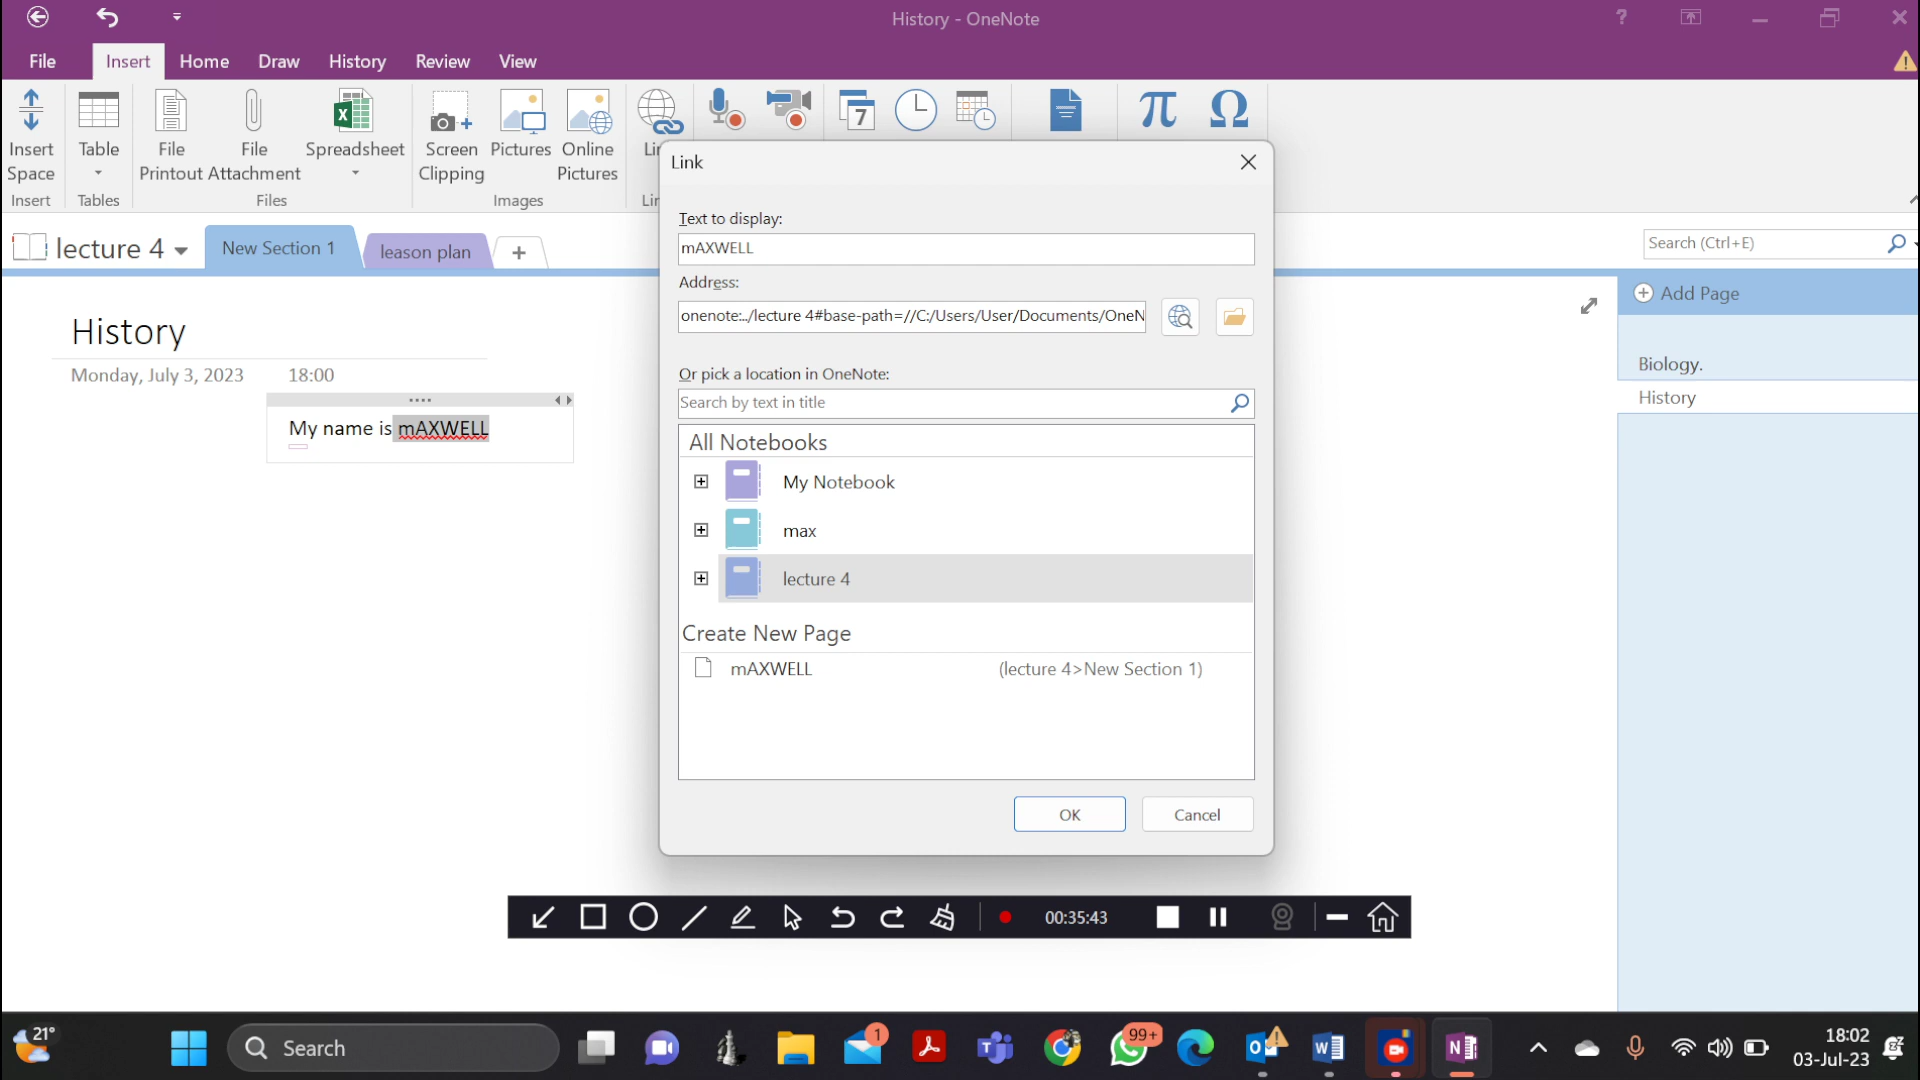 History - OneNote
?
File Insert Home Draw History Review View
Insert Space
Table
File Printout
File Attachment
Spreadsheet
Screen Clipping
Pictures
Online Pictures
7
π
Ω
Insert
Tables
Files
Images
lecture 4
New Section 1
leason plan
+
Search (Ctrl+E)
Add Page
Biology.
History
History
Monday, July 3, 2023 18:00
My name is mAXWELL
Link
Text to display:
mAXWELL
Address:
onenote:../lecture 4#base-path=//C:/Users/User/Documents/OneN
Or pick a location in OneNote:
Search by text in title
All Notebooks
My Notebook
max
lecture 4
Create New Page
mAXWELL (lecture 4>New Section 1)
OK Cancel
00:35:43
21°
Search
1
99+
18:02
03-Jul-23